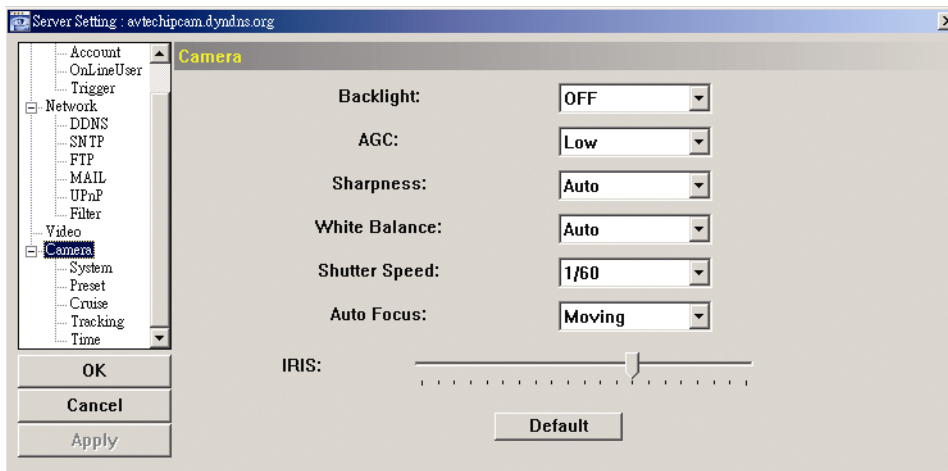 Server Setting : avtechipcam.dyndns.org
Account
OnLineUser
Trigger
Network
DDNS
SNTP
FTP
MAIL
UPnP
Filter
Video
Camera
System
Preset
Cruise
Tracking
Time
OK
Cancel
Apply
Camera
Backlight: OFF
AGC: Low
Sharpness: Auto
White Balance: Auto
Shutter Speed: 1/60
Auto Focus: Moving
IRIS:
Default